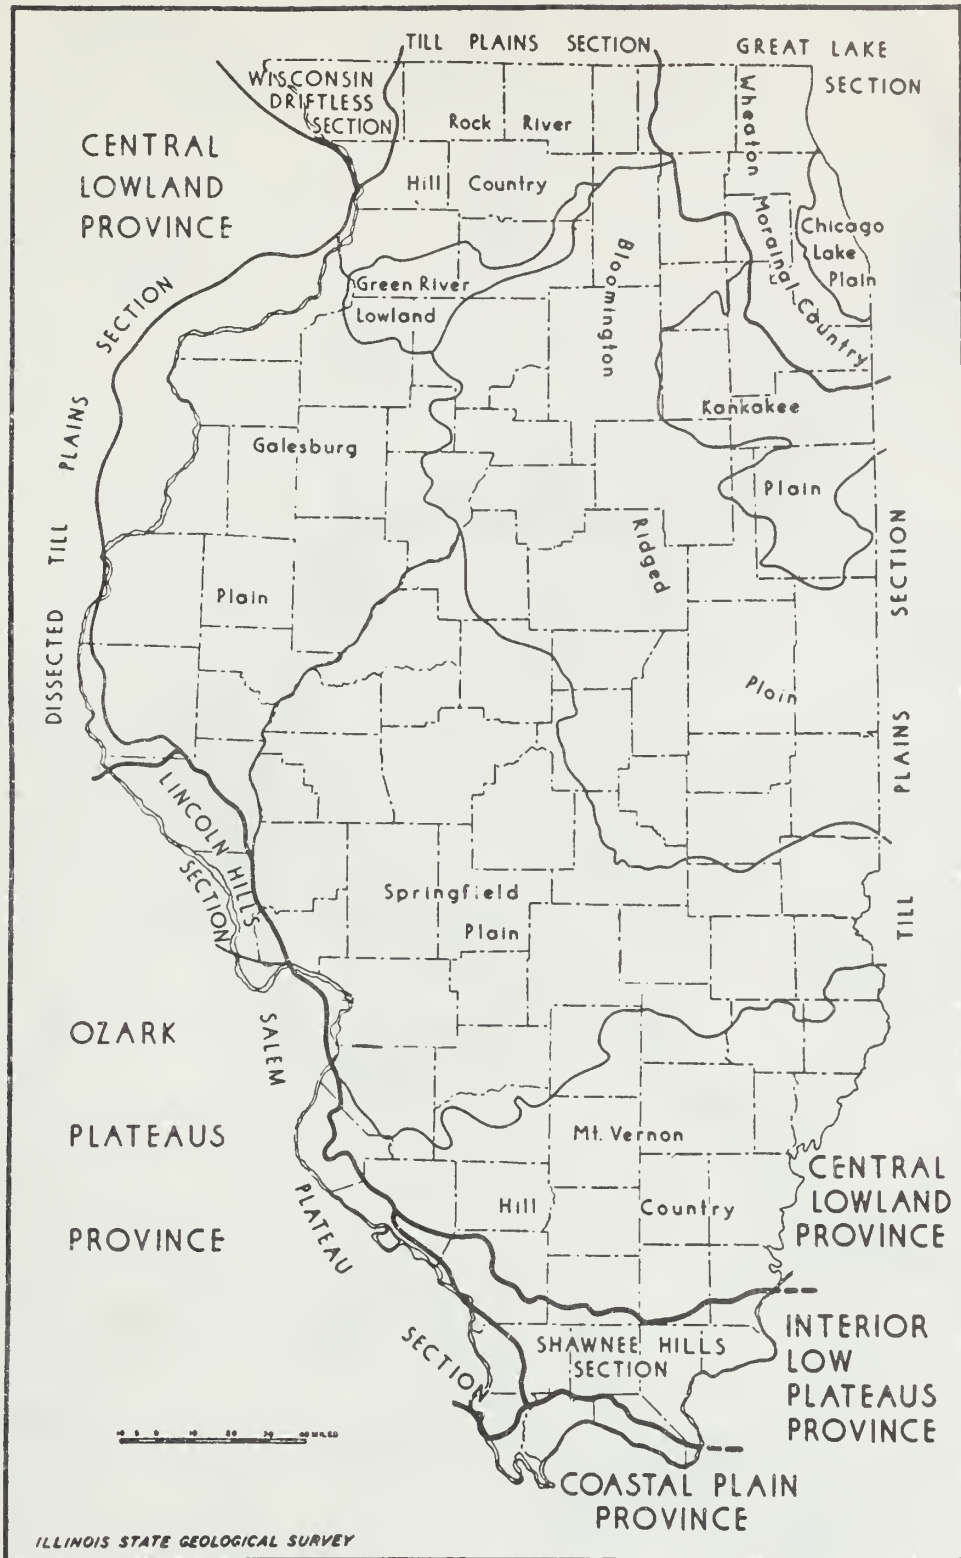 TILL PLAINS SECTION
GREAT LAKE
SECTION
WISCONSIN
DRIFTLESS
SECTION
CENTRAL
LOWLAND
PROVINCE
Rock River
Hill Country
Wheaton
Morainal Country
Chicago
Lake
Plain
Green River
Lowland
Bloomington
Ridged
Plain
Kankakee
Plain
Galesburg
Plain
DISSECTED TILL PLAINS SECTION
TILL PLAINS SECTION
LINCOLN HILLS
SECTION
Springfield
Plain
OZARK
PLATEAUS
PROVINCE
SALEM
PLATEAU
SECTION
Mt. Vernon
Hill Country
CENTRAL
LOWLAND
PROVINCE
SHAWNEE HILLS
SECTION
INTERIOR
LOW
PLATEAUS
PROVINCE
COASTAL PLAIN
PROVINCE
ILLINOIS STATE GEOLOGICAL SURVEY